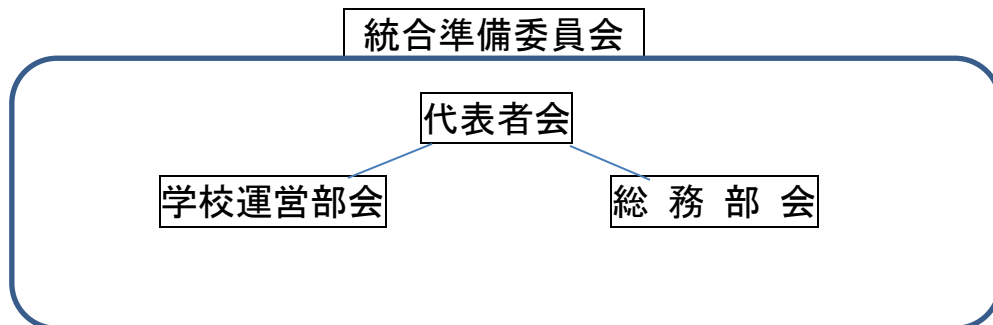 統合準備委員会
代表者会
学校運営部会
総 務 部 会